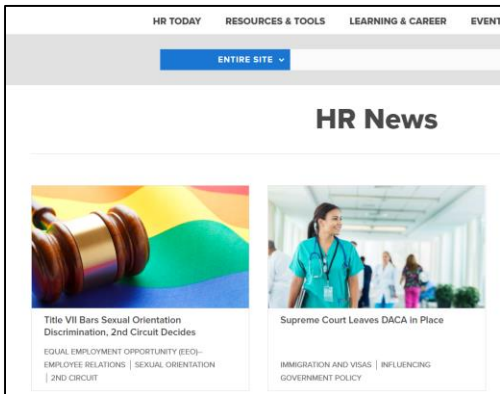 HR TODAY RESOURCES & TOOLS LEARNING & CAREER EVENT
ENTIRE SITE
HR News
Title VII Bars Sexual Orientation
Discrimination, 2nd Circuit Decides
EQUAL EMPLOYMENT OPPORTUNITY (EEO)–
EMPLOYEE RELATIONS | SEXUAL ORIENTATION
| 2ND CIRCUIT
Supreme Court Leaves DACA in Place
IMMIGRATION AND VISAS | INFLUENCING
GOVERNMENT POLICY